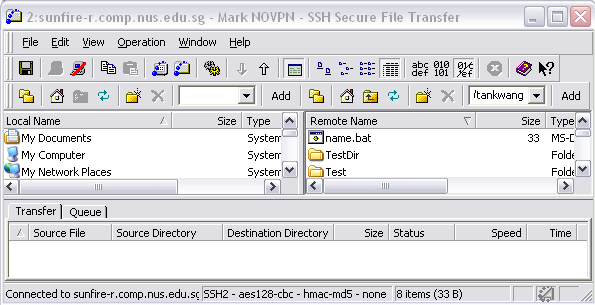 2:sunfire-r.comp.nus.edu.sg - Mark NOVPN - SSH Secure File Transfer
File Edit View Operation Window Help
abc def 010 101 abc def
Add /tankwang Add
Local Name / Size Type Remote Name Size Type
My Documents System name.bat 33 MS-D
My Computer System TestDir Folde
My Network Places System Test Folde
Transfer Queue
/ Source File Source Directory Destination Directory Size Status Speed Time
Connected to sunfire-r.comp.nus.edu.sg SSH2 - aes128-cbc - hmac-md5 - none 8 items (33 B)